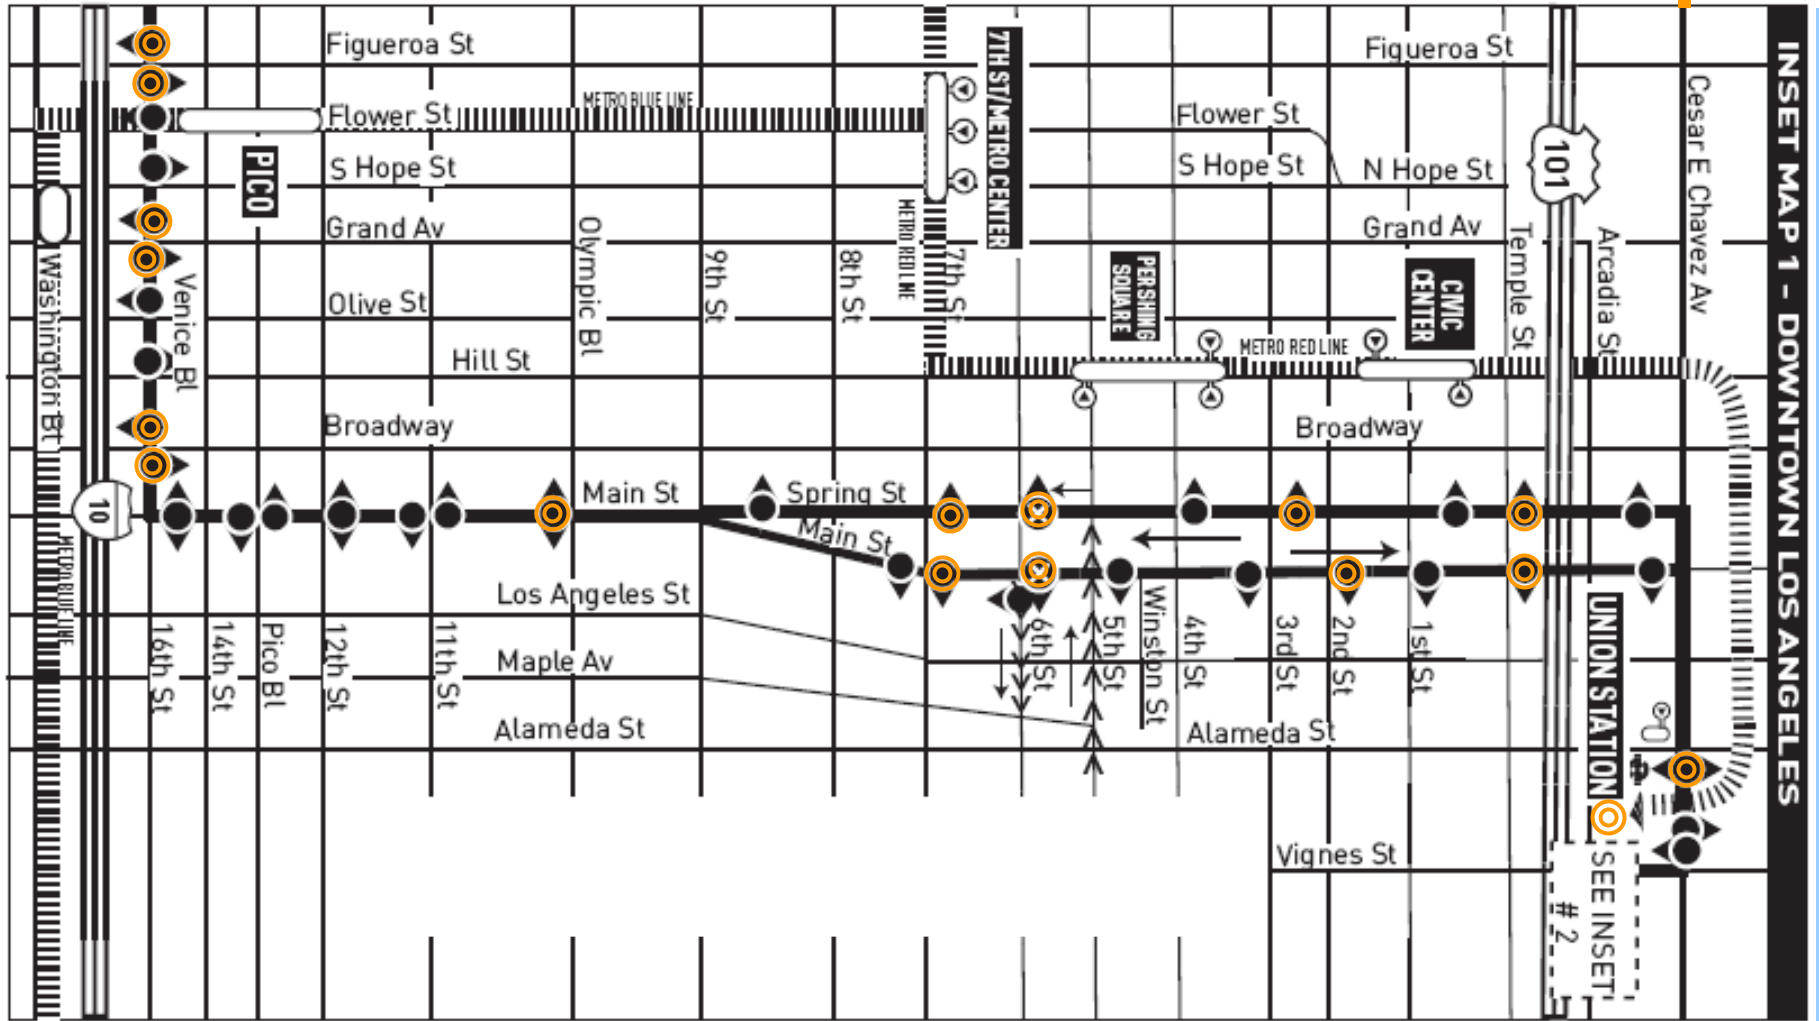 INSET MAP 1 - DOWNTOWN LOS ANGELES
Figueroa St
Figueroa St
METRO BLUE LINE
Flower St
Flower St
S Hope St
S Hope St
N Hope St
Grand Av
Grand Av
Olive St
Hill St
METRO RED LINE
Broadway
Broadway
Main St
Spring St
Main St
Los Angeles St
Maple Av
Alameda St
Alameda St
Vignes St
PICO
7TH ST/METRO CENTER
METRO RED LINE
PERSHING
SQUARE
CIVIC
CENTER
101
10
Washington Bl
METRO BLUE LINE
Venice Bl
Olympic Bl
9th St
8th St
7th St
Temple St
Arcadia St
Cesar E Chavez Av
16th St
14th St
Pico Bl
12th St
11th St
6th St
5th St
Winston St
4th St
3rd St
2nd St
1st St
UNION STATION
SEE INSET
# 2